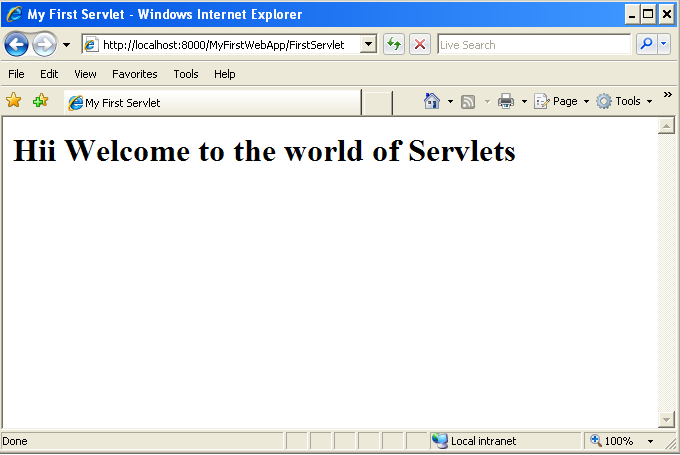 My First Servlet - Windows Internet Explorer
http://localhost:8000/MyFirstWebApp/FirstServlet
Live Search
File Edit View Favorites Tools Help
My First Servlet
Page Tools »
Hii Welcome to the world of Servlets
Done
Local intranet
100%